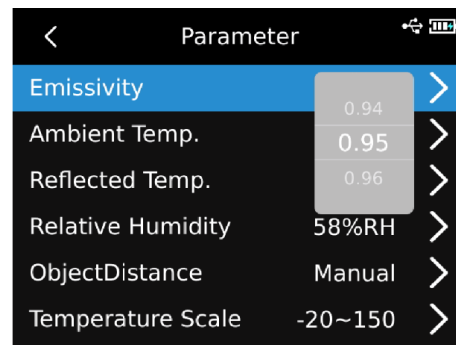 Parameter
Emissivity
0.94
Ambient Temp.
0.95
Reflected Temp.
0.96
Relative Humidity 58%RH
ObjectDistance Manual
Temperature Scale -20~150